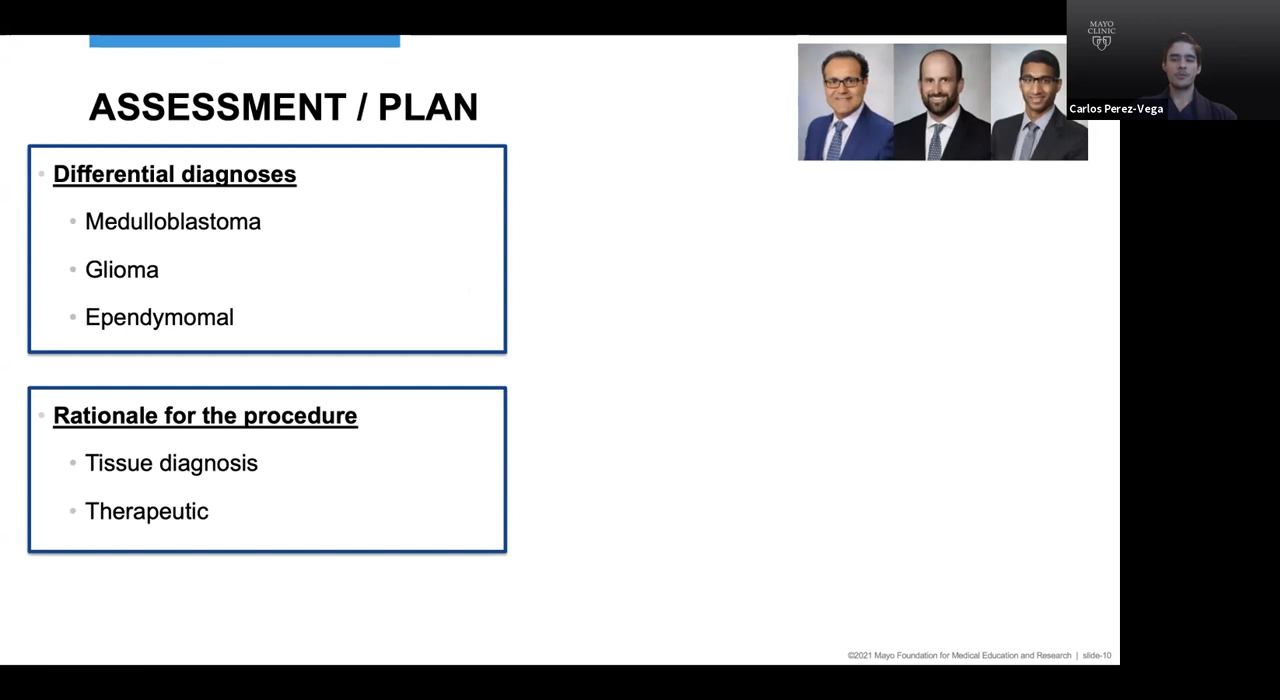 MAYO
CLINIC
Carlos Perez-Vega
ASSESSMENT / PLAN
Differential diagnoses
Medulloblastoma
Glioma
Ependymomal
Rationale for the procedure
Tissue diagnosis
Therapeutic
©2021 Mayo Foundation for Medical Education and Research | slide-10